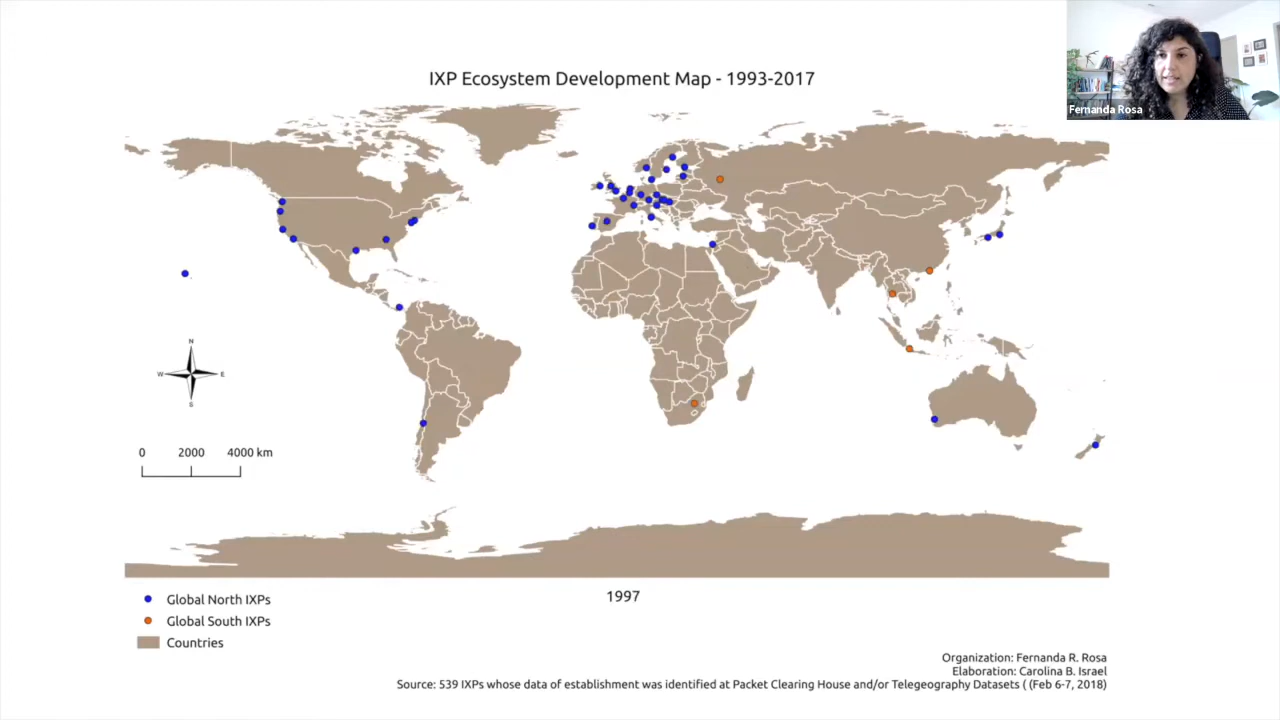 Fernanda Rosa
IXP Ecosystem Development Map - 1993-2017
N
W E
S
0 2000 4000 km
1997
Global North IXPs
Global South IXPs
Countries
Organization: Fernanda R. Rosa
Elaboration: Carolina B. Israel
Source: 539 IXPs whose data of establishment was identified at Packet Clearing House and/or Telegeography Datasets ( (Feb 6-7, 2018)